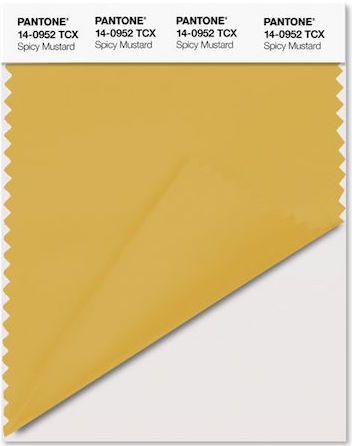 PANTONE® PANTONE® PANTONE® PANTONE®
14-0952 TCX 14-0952 TCX 14-0952 TCX 14-0952 TCX
Spicy Mustard Spicy Mustard Spicy Mustard Spicy Mustard